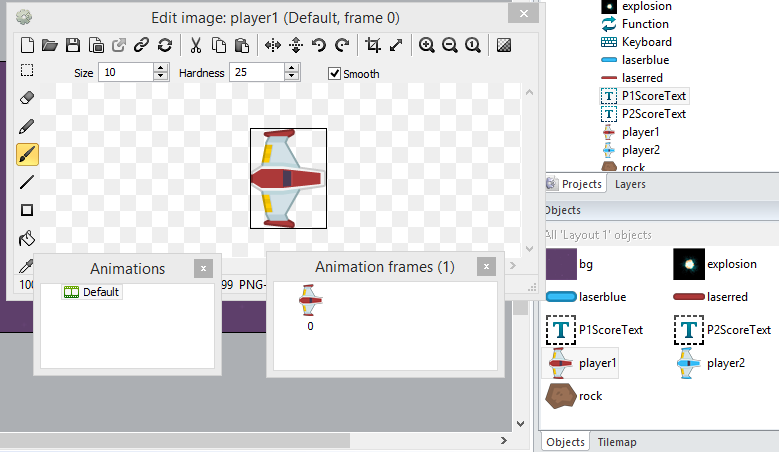 Edit image: player1 (Default, frame 0)
Size 10 Hardness 25 Smooth
PNG-
Animations
Default
Animation frames (1)
0
explosion
Function
Keyboard
laserblue
laserred
P1ScoreText
P2ScoreText
player1
player2
rock
Projects Layers
Objects
All 'Layout 1' objects
bg explosion
laserblue laserred
T P1ScoreText T P2ScoreText
player1 player2
rock
Objects Tilemap